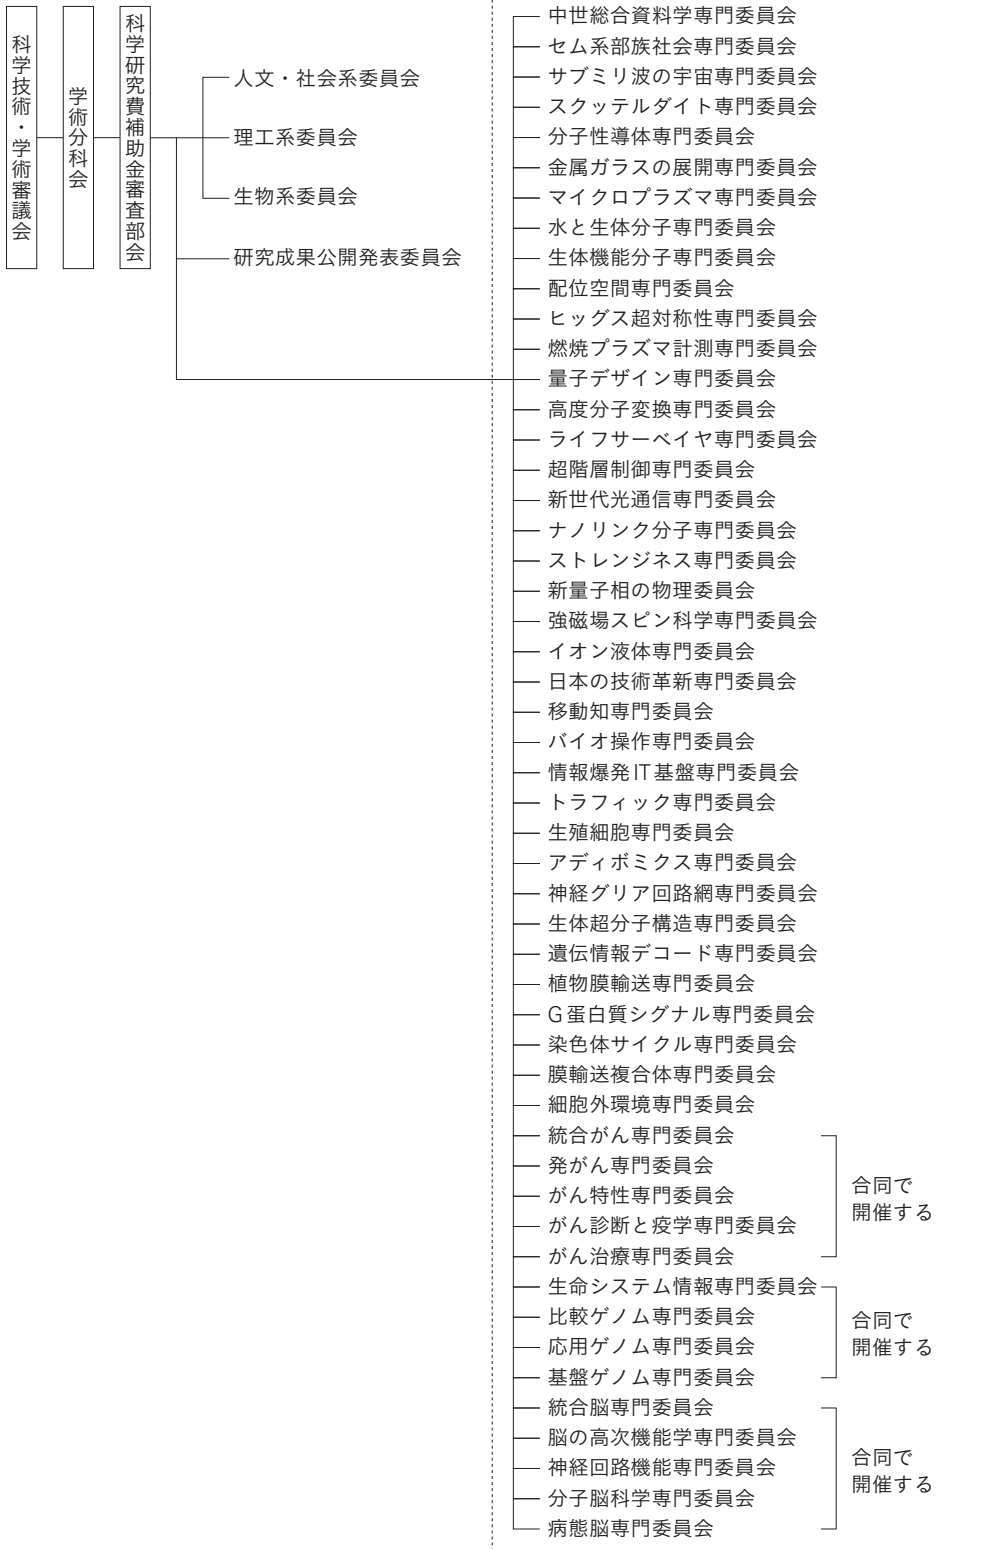 科学技術・学術審議会
学術分科会
科学研究費補助金審査部会
人文・社会系委員会
理工系委員会
生物系委員会
研究成果公開発表委員会
中世総合資料学専門委員会
セム系部族社会専門委員会
サブミリ波の宇宙専門委員会
スクッテルダイト専門委員会
分子性導体専門委員会
金属ガラスの展開専門委員会
マイクロプラズマ専門委員会
水と生体分子専門委員会
生体機能分子専門委員会
配位空間専門委員会
ヒッグス超対称性専門委員会
燃焼プラズマ計測専門委員会
量子デザイン専門委員会
高度分子変換専門委員会
ライフサーベイヤ専門委員会
超階層制御専門委員会
新世代光通信専門委員会
ナノリンク分子専門委員会
ストレンジネス専門委員会
新量子相の物理委員会
強磁場スピン科学専門委員会
イオン液体専門委員会
日本の技術革新専門委員会
移動知専門委員会
バイオ操作専門委員会
情報爆発IT基盤専門委員会
トラフィック専門委員会
生殖細胞専門委員会
アディポミクス専門委員会
神経グリア回路網専門委員会
生体超分子構造専門委員会
遺伝情報デコード専門委員会
植物膜輸送専門委員会
G蛋白質シグナル専門委員会
染色体サイクル専門委員会
膜輸送複合体専門委員会
細胞外環境専門委員会
統合がん専門委員会
発がん専門委員会
がん特性専門委員会
がん診断と疫学専門委員会
がん治療専門委員会
合同で
開催する
生命システム情報専門委員会
比較ゲノム専門委員会
応用ゲノム専門委員会
基盤ゲノム専門委員会
合同で
開催する
統合脳専門委員会
脳の高次機能学専門委員会
神経回路機能専門委員会
分子脳科学専門委員会
病態脳専門委員会
合同で
開催する